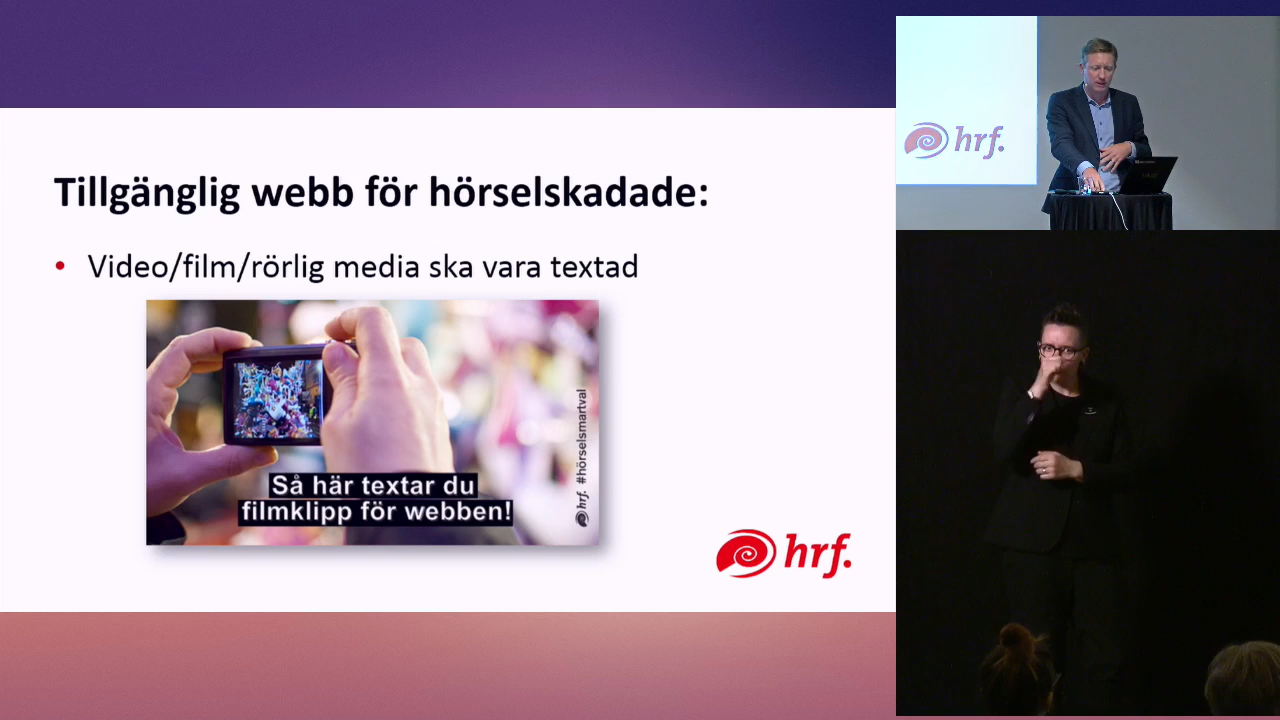 Tillgänglig webb för hörselskadade:
• Video/film/rörlig media ska vara textad
Så här textar du
filmklipp för webben!
hrf. #hörselsmartval
hrf.
hrf.